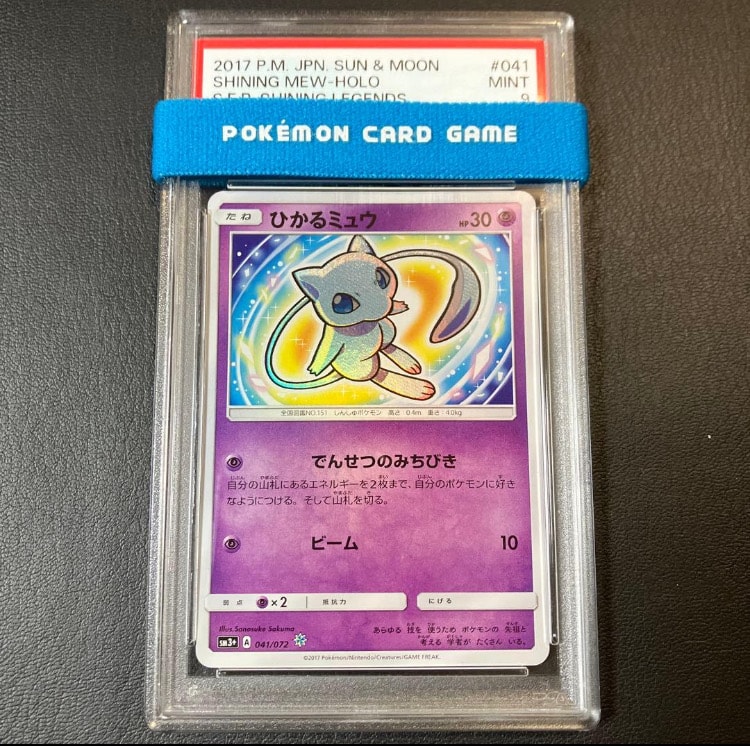 2017 P.M. JPN. SUN & MOON #041
SHINING MEW-HOLO MINT
S.E.P. SHINING LEGENDS 9
POKÉMON CARD GAME
たね ひかるミュウ HP30
全国図鑑NO.151 しんしゅポケモン 高さ:0.4m 重さ:4.0kg
でんせつのみちびき
自分の山札にあるエネルギーを2枚まで、自分のポケモンに好き
なようにつける。そして山札を切る。
ビーム 10
弱点 ×2 抵抗力 にげる
Illus. Sanosuke Sakuma
あらゆる 技を 使うため ポケモンの 先祖と
考える 学者が たくさん いる。
SM3+ A 041/072
©2017 Pokémon/Nintendo/Creatures/GAME FREAK.